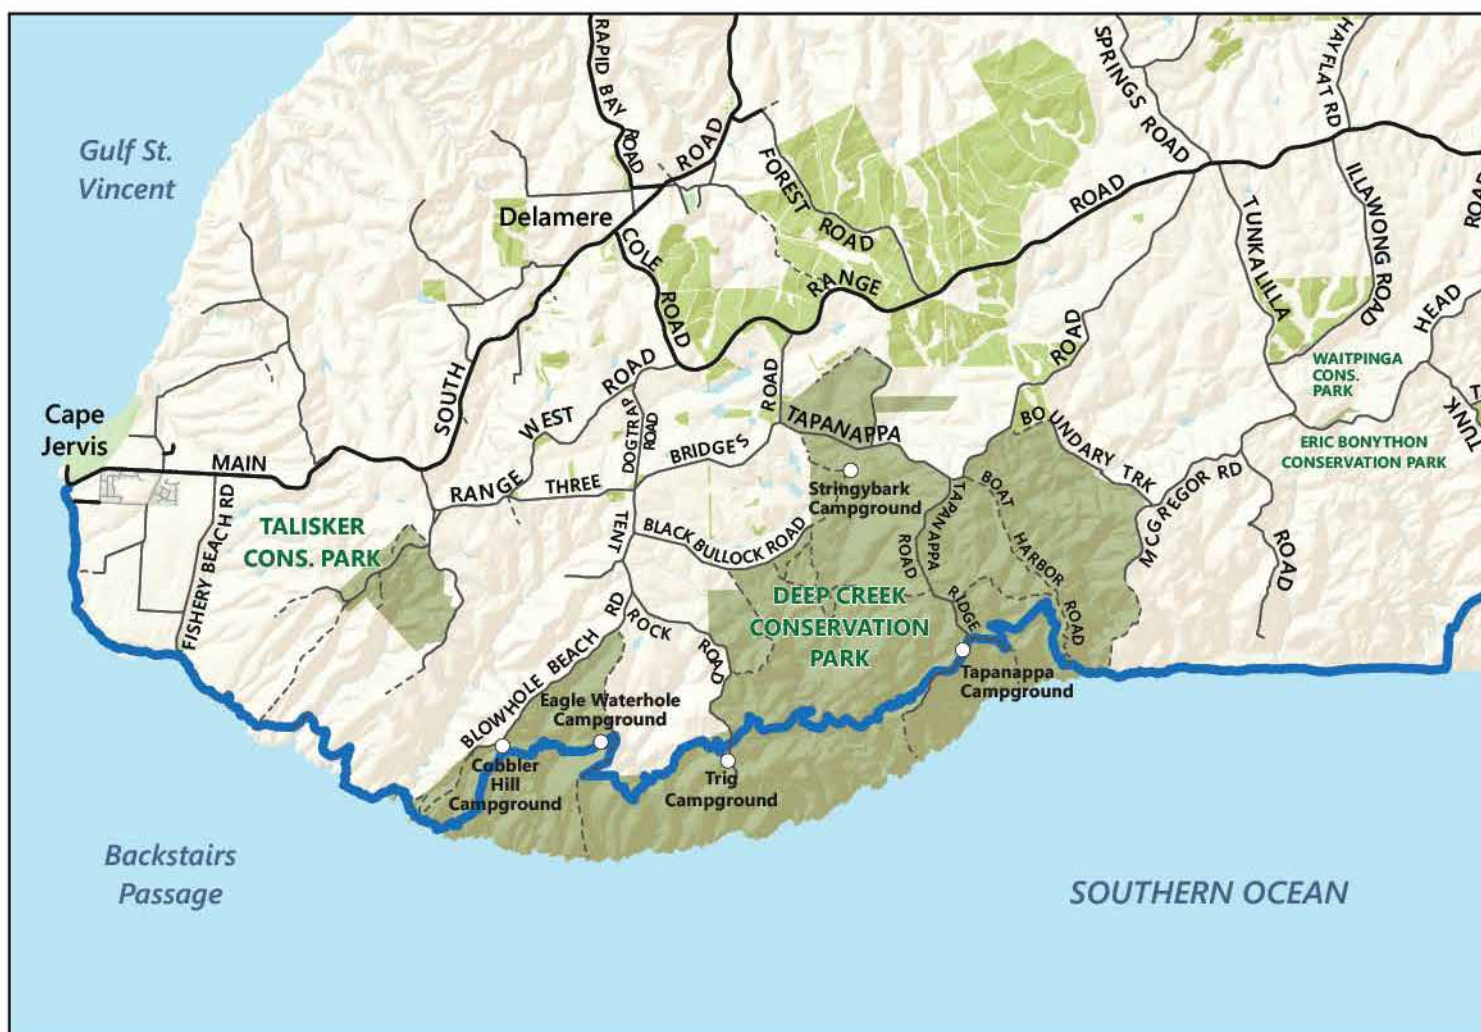 Gulf St.
Vincent
RAPID BAY ROAD
ROAD
SPRINGS ROAD
HAYFLAT RD
FOREST ROAD
Delamere
COLE ROAD
RANGE
ROAD
TUNKALILLA
ILLAWONG ROAD
ROAD
HEAD
WAITPINGA
CONS.
PARK
TUNK
ERIC BONYTHON
CONSERVATION PARK
Cape
Jervis
MAIN
SOUTH
RANGE
WEST
ROAD
DOGTRAP
ROAD
THREE
BRIDGES
ROAD
TAPANAPPA
ROAD
BOUNDARY TRK
MCGREGOR RD
ROAD
Stringybark
Campground
TALISKER
CONS. PARK
FISHERY BEACH RD
TENT
ROCK
ROAD
BLACK BULLOCK ROAD
TAPANAPPA
ROAD
RIDGE
BOAT
HARBOR
ROAD
DEEP CREEK
CONSERVATION
PARK
BLOWHOLE BEACH RD
Eagle Waterhole
Campground
Tapanappa
Campground
Cobbler
Hill
Campground
Trig
Campground
Backstairs
Passage
SOUTHERN OCEAN